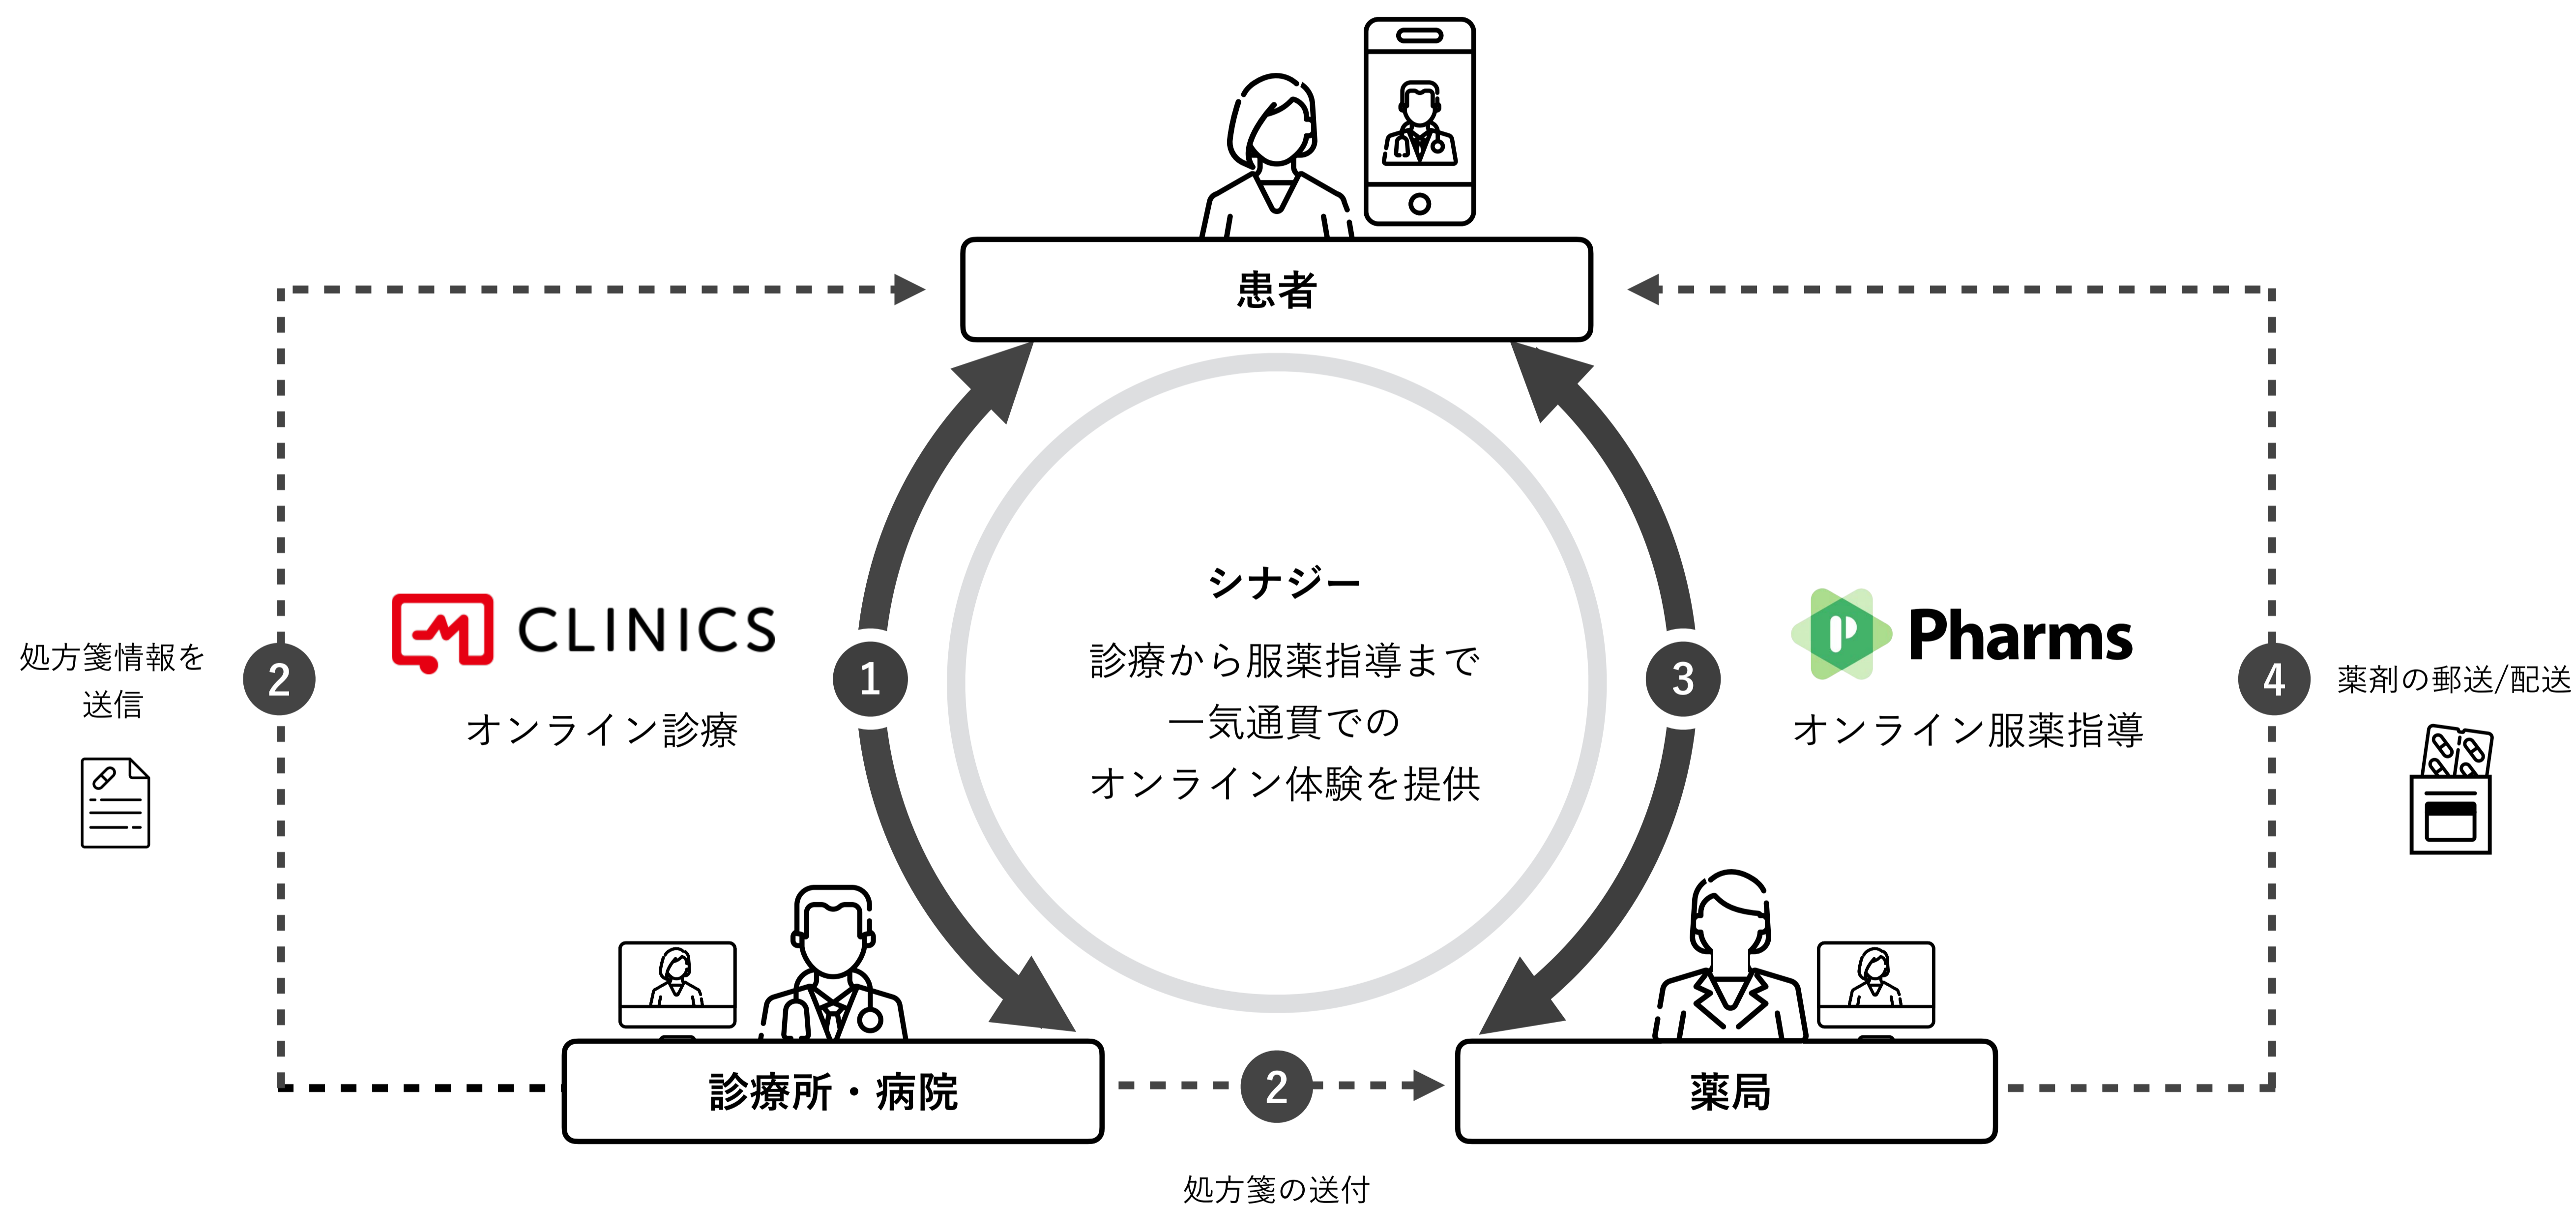 患者
処方箋情報を
送信
2
CLINICS
オンライン診療
1
シナジー
診療から服薬指導まで
一気通貫での
オンライン体験を提供
3
Pharms
オンライン服薬指導
4
薬剤の郵送/配送
診療所・病院
2
処方箋の送付
薬局